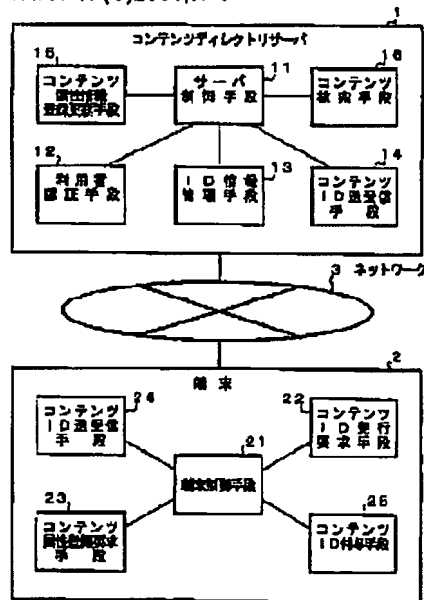 1
コンテンツディレクトリサーバ
15
コンテンツ
属性情報
登録更新手段
サーバ
制御手段
11
16
コンテンツ
検索手段
12
利用者
認証手段
13
ID情報
管理手段
14
コンテンツ
ID送受信
手段
3 ネットワーク
2
端末
24
コンテンツ
ID送受信
手段
22
コンテンツ
ID発行
要求手段
21
端末制御手段
23
コンテンツ
属性登録要求
手段
25
コンテンツ
ID付与手段